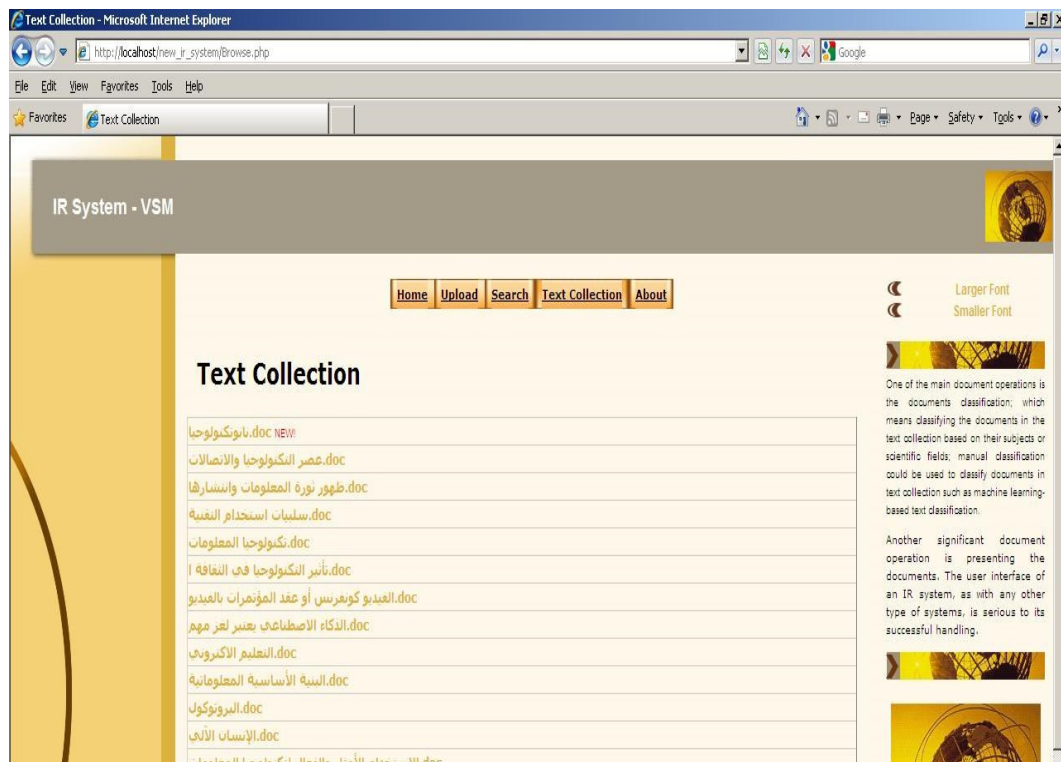 Text Collection - Microsoft Internet Explorer
http://localhost/new_ir_system/Browse.php
Google
File Edit View Favorites Tools Help
Favorites Text Collection
Page Safety Tools
IR System - VSM
Home Upload Search Text Collection About
Larger Font
Smaller Font
Text Collection
نانوتكنولوجيا.doc NEW!
عصر التكنولوجيا والاتصالات.doc
ظهور ثورة المعلومات وانتشارها.doc
سلبيات استخدام التقنية.doc
تكنولوجيا المعلومات.doc
تأثير التكنولوجيا في الثقافة ا.doc
الفيديو كونفرنس أو عقد المؤتمرات بالفيديو.doc
الذكاء الاصطناعي يعتبر لغز مهم.doc
التعليم الاكتروني.doc
البنية الأساسية المعلوماتية.doc
البروتوكول.doc
الإنسان الآلي.doc
One of the main document operations is
the documents classification; which
means classifying the documents in the
text collection based on their subjects or
scientific fields; manual classification
could be used to classify documents in
text collection such as machine learning-
based text classification.
Another significant document
operation is presenting the
documents. The user interface of
an IR system, as with any other
type of systems, is serious to its
successful handling.